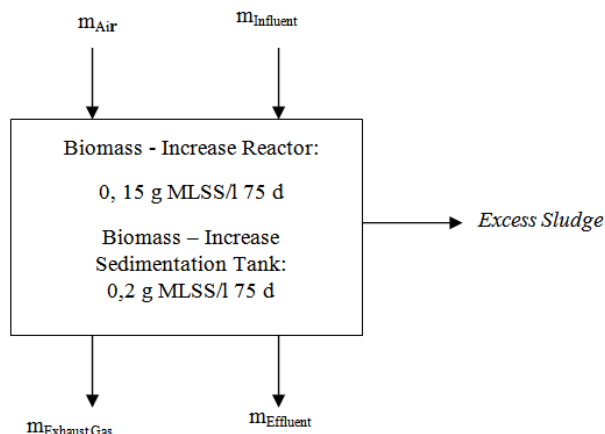 mAir
mInfluent
Biomass - Increase Reactor:
0, 15 g MLSS/l 75 d
Biomass – Increase
Sedimentation Tank:
0,2 g MLSS/l 75 d
Excess Sludge
mExhaust Gas
mEffluent